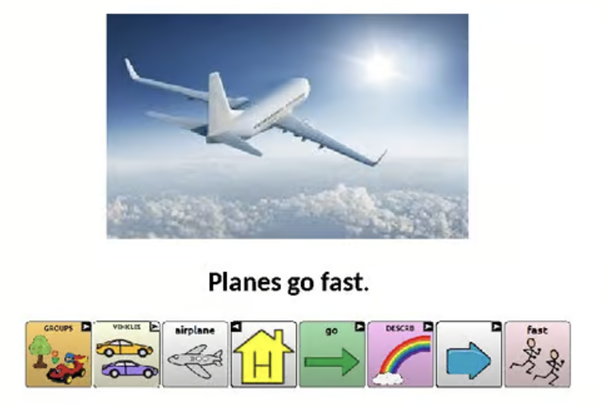 Planes go fast.
GROUPS VEHICLES airplane H go DESCRB fast